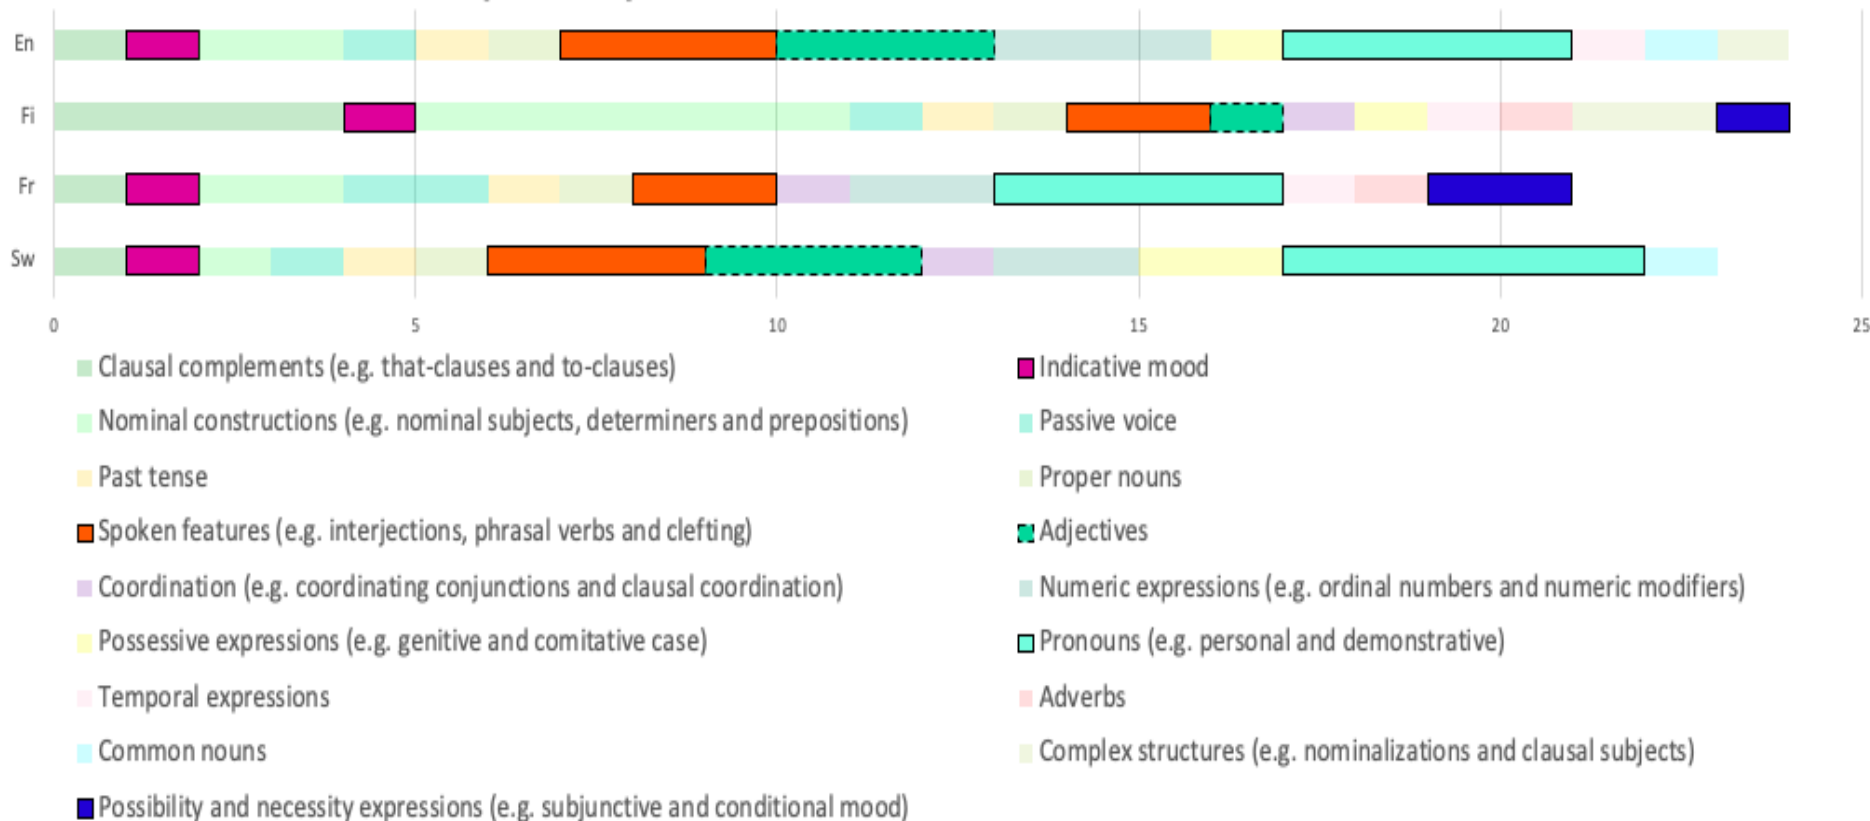 En
Fi
Fr
Sw
0 5 10 15 20 25
Clausal complements (e.g. that-clauses and to-clauses)
Indicative mood
Nominal constructions (e.g. nominal subjects, determiners and prepositions)
Passive voice
Past tense
Proper nouns
Spoken features (e.g. interjections, phrasal verbs and clefting)
Adjectives
Coordination (e.g. coordinating conjunctions and clausal coordination)
Numeric expressions (e.g. ordinal numbers and numeric modifiers)
Possessive expressions (e.g. genitive and comitative case)
Pronouns (e.g. personal and demonstrative)
Temporal expressions
Adverbs
Common nouns
Complex structures (e.g. nominalizations and clausal subjects)
Possibility and necessity expressions (e.g. subjunctive and conditional mood)